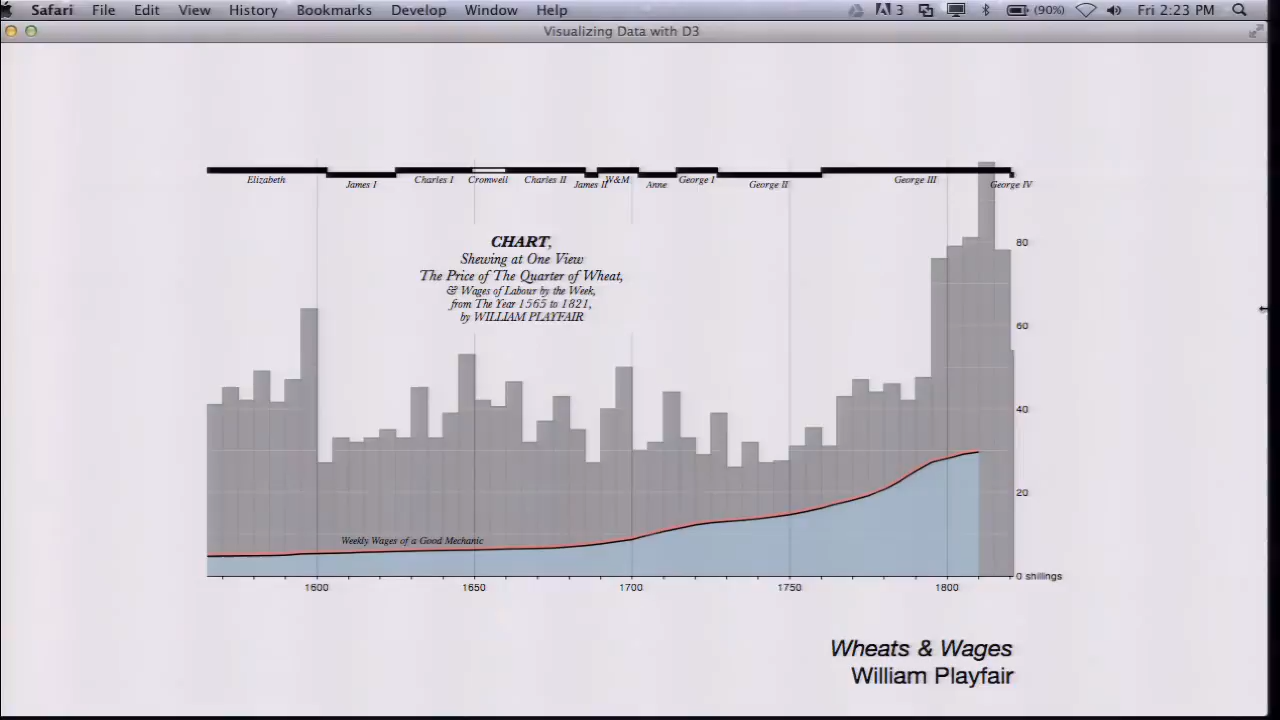 Safari File Edit View History Bookmarks Develop Window Help 3 (90%) Fri 2:23 PM
Visualizing Data with D3
Elizabeth James I Charles I Cromwell Charles II James II W&M Anne George I George II George III George IV
CHART,
Shewing at One View
The Price of The Quarter of Wheat,
& Wages of Labour by the Week,
from The Year 1565 to 1821,
by WILLIAM PLAYFAIR
80
60
40
20
Weekly Wages of a Good Mechanic
0 shillings
1600 1650 1700 1750 1800
Wheats & Wages
William Playfair